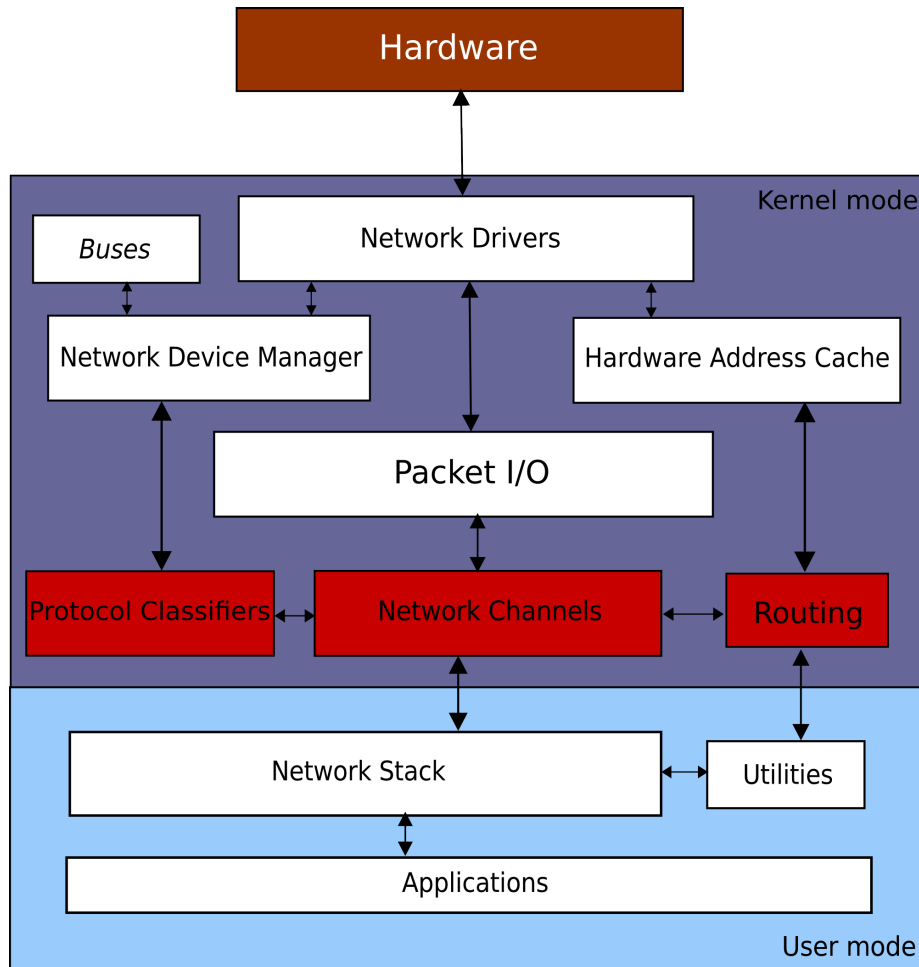 Hardware
Kernel mode
Network Drivers
Buses
Network Device Manager
Hardware Address Cache
Packet I/O
Protocol Classifiers
Network Channels
Routing
Network Stack
Utilities
Applications
User mode